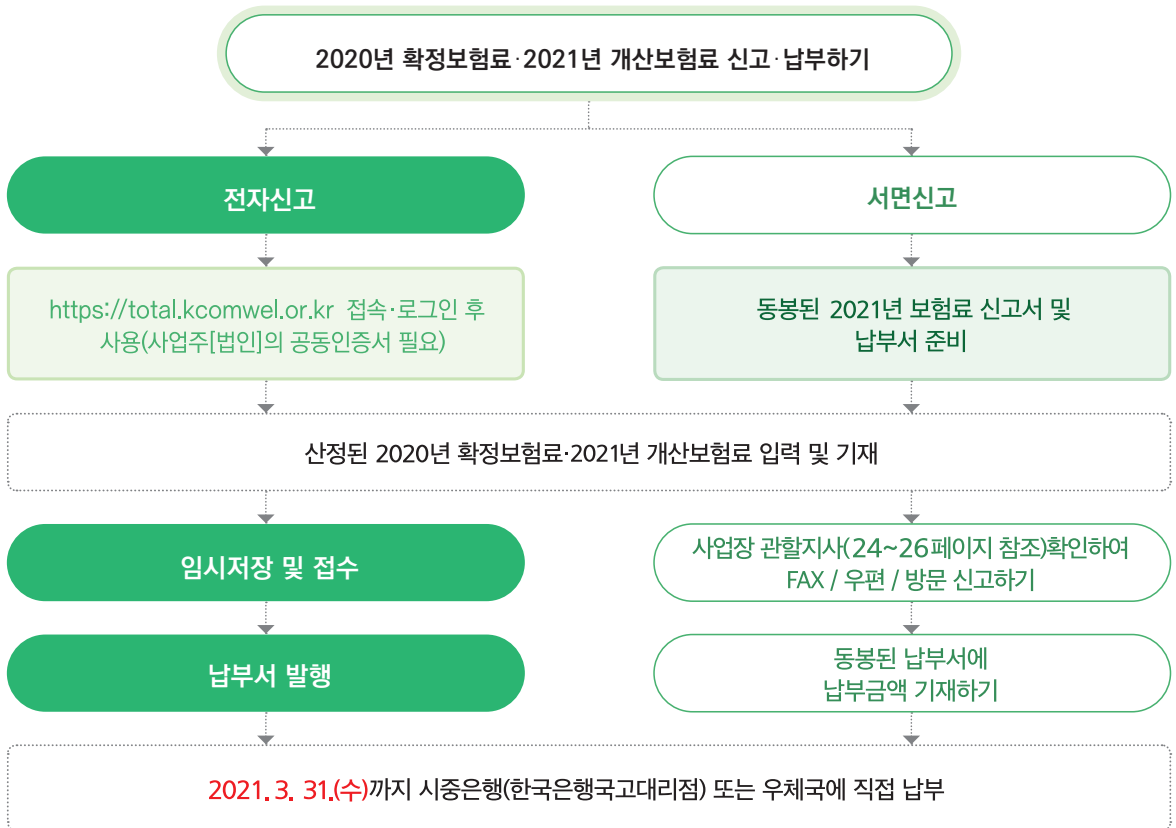 2020년 확정보험료·2021년 개산보험료 신고·납부하기
전자신고
서면신고
https://total.kcomwel.or.kr 접속·로그인 후
사용(사업주[법인]의 공동인증서 필요)
동봉된 2021년 보험료 신고서 및
납부서 준비
산정된 2020년 확정보험료·2021년 개산보험료 입력 및 기재
임시저장 및 접수
사업장 관할지사(24~26페이지 참조)확인하여
FAX / 우편 / 방문 신고하기
납부서 발행
동봉된 납부서에
납부금액 기재하기
2021. 3. 31.(수)까지 시중은행(한국은행국고대리점) 또는 우체국에 직접 납부